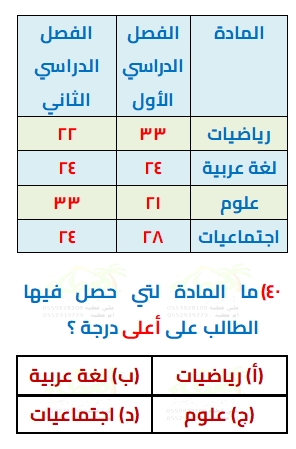 المادة الفصل الدراسي الأول الفصل الدراسي الثاني
رياضيات ٣٣ ٢٢
لغة عربية ٢٤ ٢٤
علوم ٢١ ٣٣
اجتماعيات ٢٨ ٢٤
٤٠) ما المادة لتي حصل فيها
الطالب على أعلى درجة ؟
(أ) رياضيات (ب) لغة عربية
(ج) علوم (د) اجتماعيات